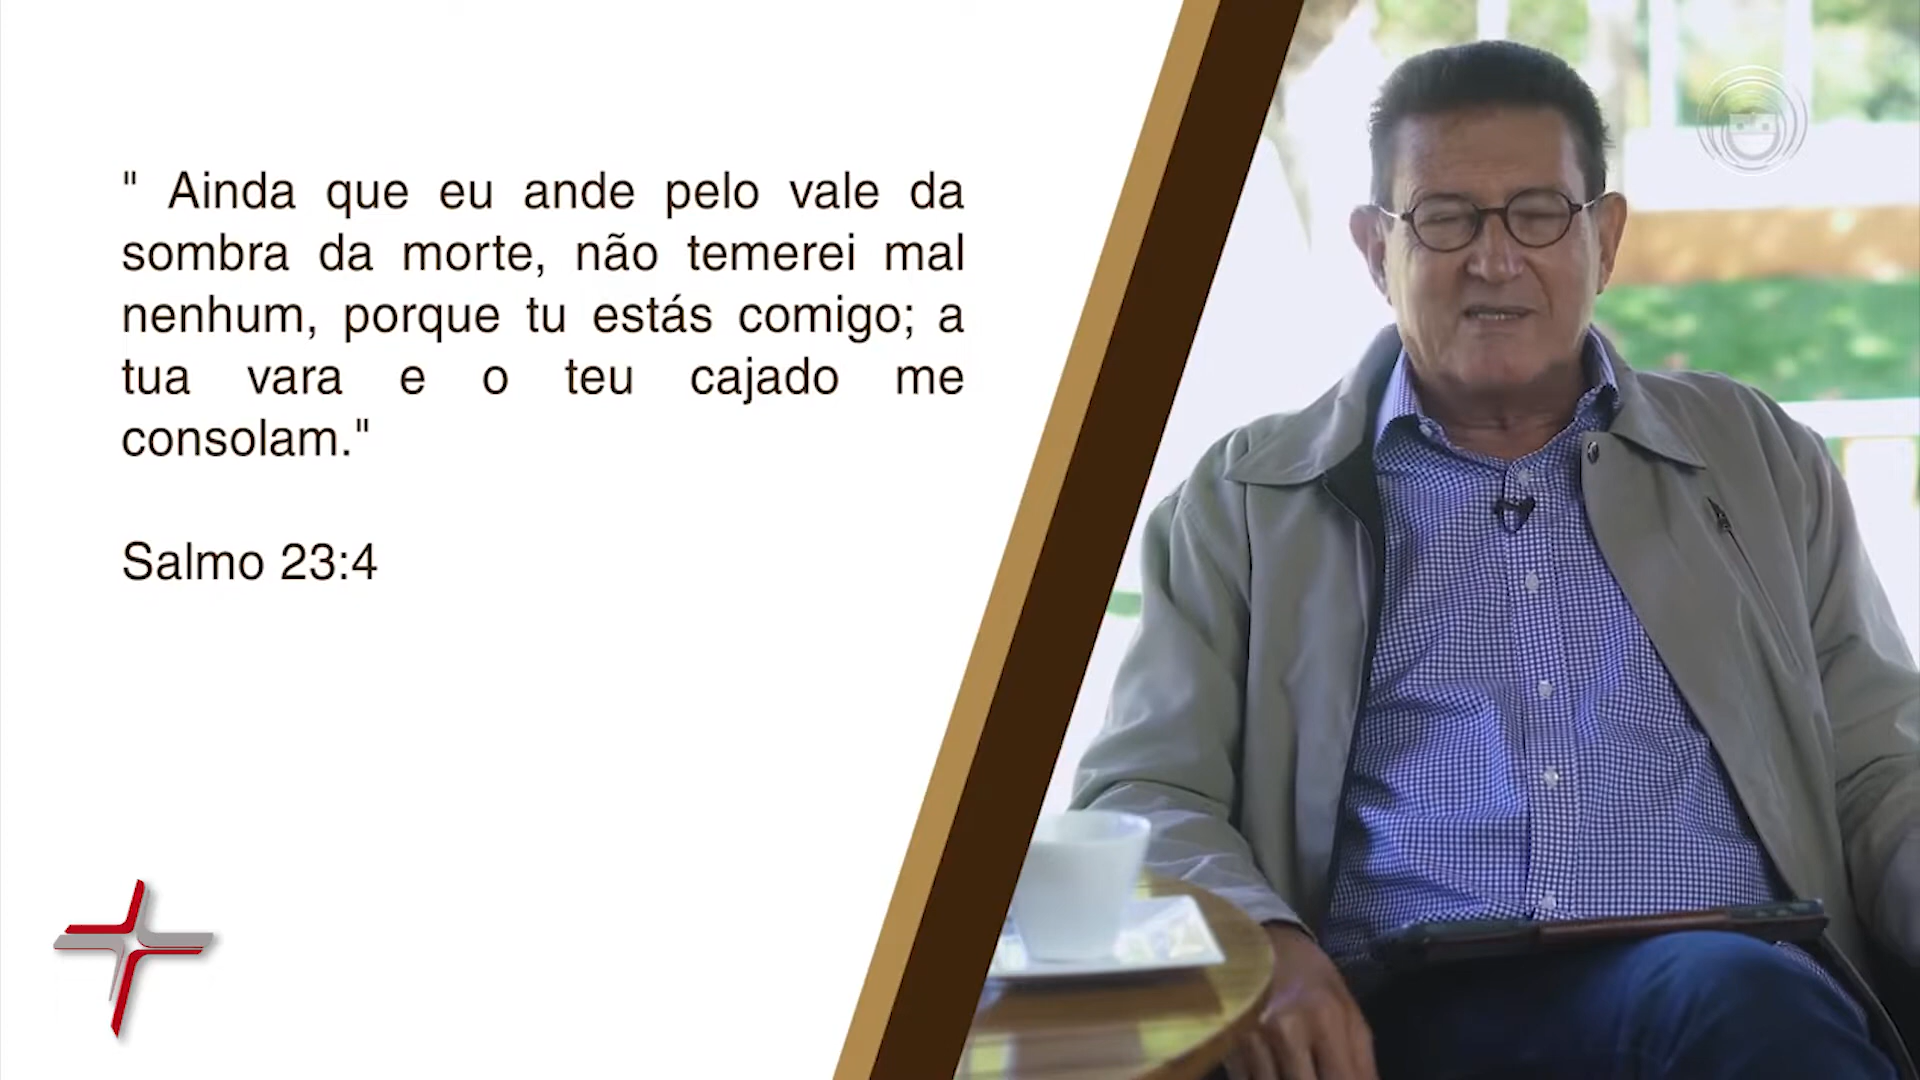 " Ainda que eu ande pelo vale da
sombra da morte, não temerei mal
nenhum, porque tu estás comigo; a
tua vara e o teu cajado me
consolam."
Salmo 23:4